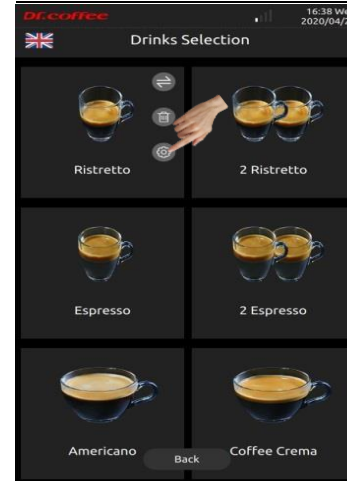 Dr.coffee
16:38 We
2020/04/2
Drinks Selection
Ristretto
2 Ristretto
Espresso
2 Espresso
Americano
Coffee Crema
Back